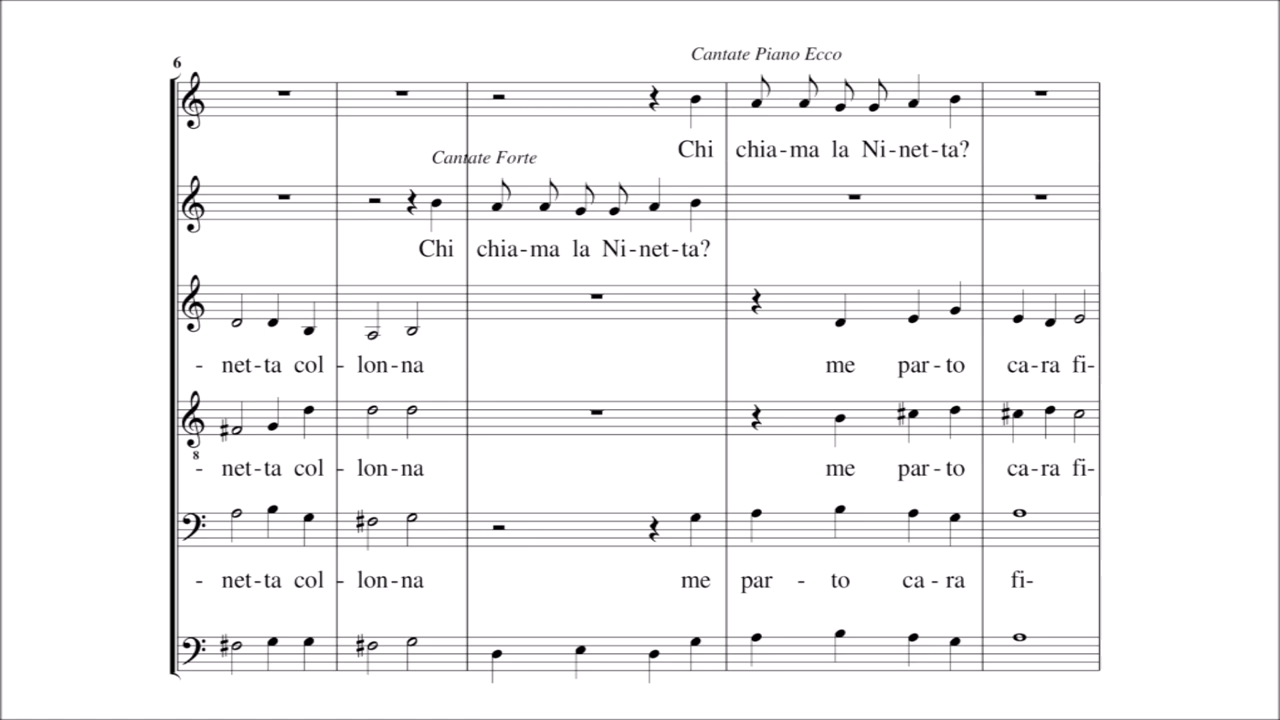 Cantate Piano Ecco
6
Chi chia-ma la Ni-net-ta?
Cantate Forte
Chi chia-ma la Ni-net-ta?
- net-ta col - lon-na me par-to ca-ra fi-
8
- net-ta col - lon-na me par-to ca-ra fi-
- net-ta col - lon-na me par - to ca-ra fi-